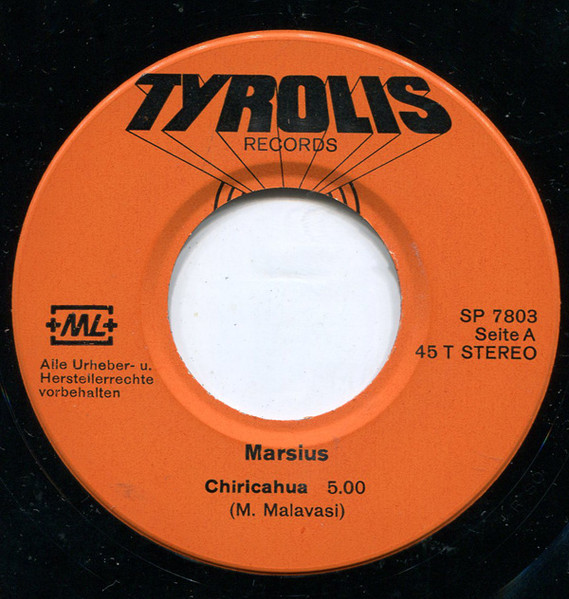 TYROLIS
RECORDS
+ML+
Alle Urheber- u.
Herstellerrechte
vorbehalten
SP 7803
Seite A
45 T STEREO
Marsius
Chiricahua 5.00
(M. Malavasi)